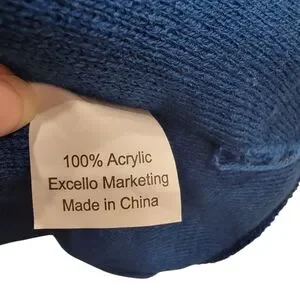 100% Acrylic
Excello Marketing
Made in China